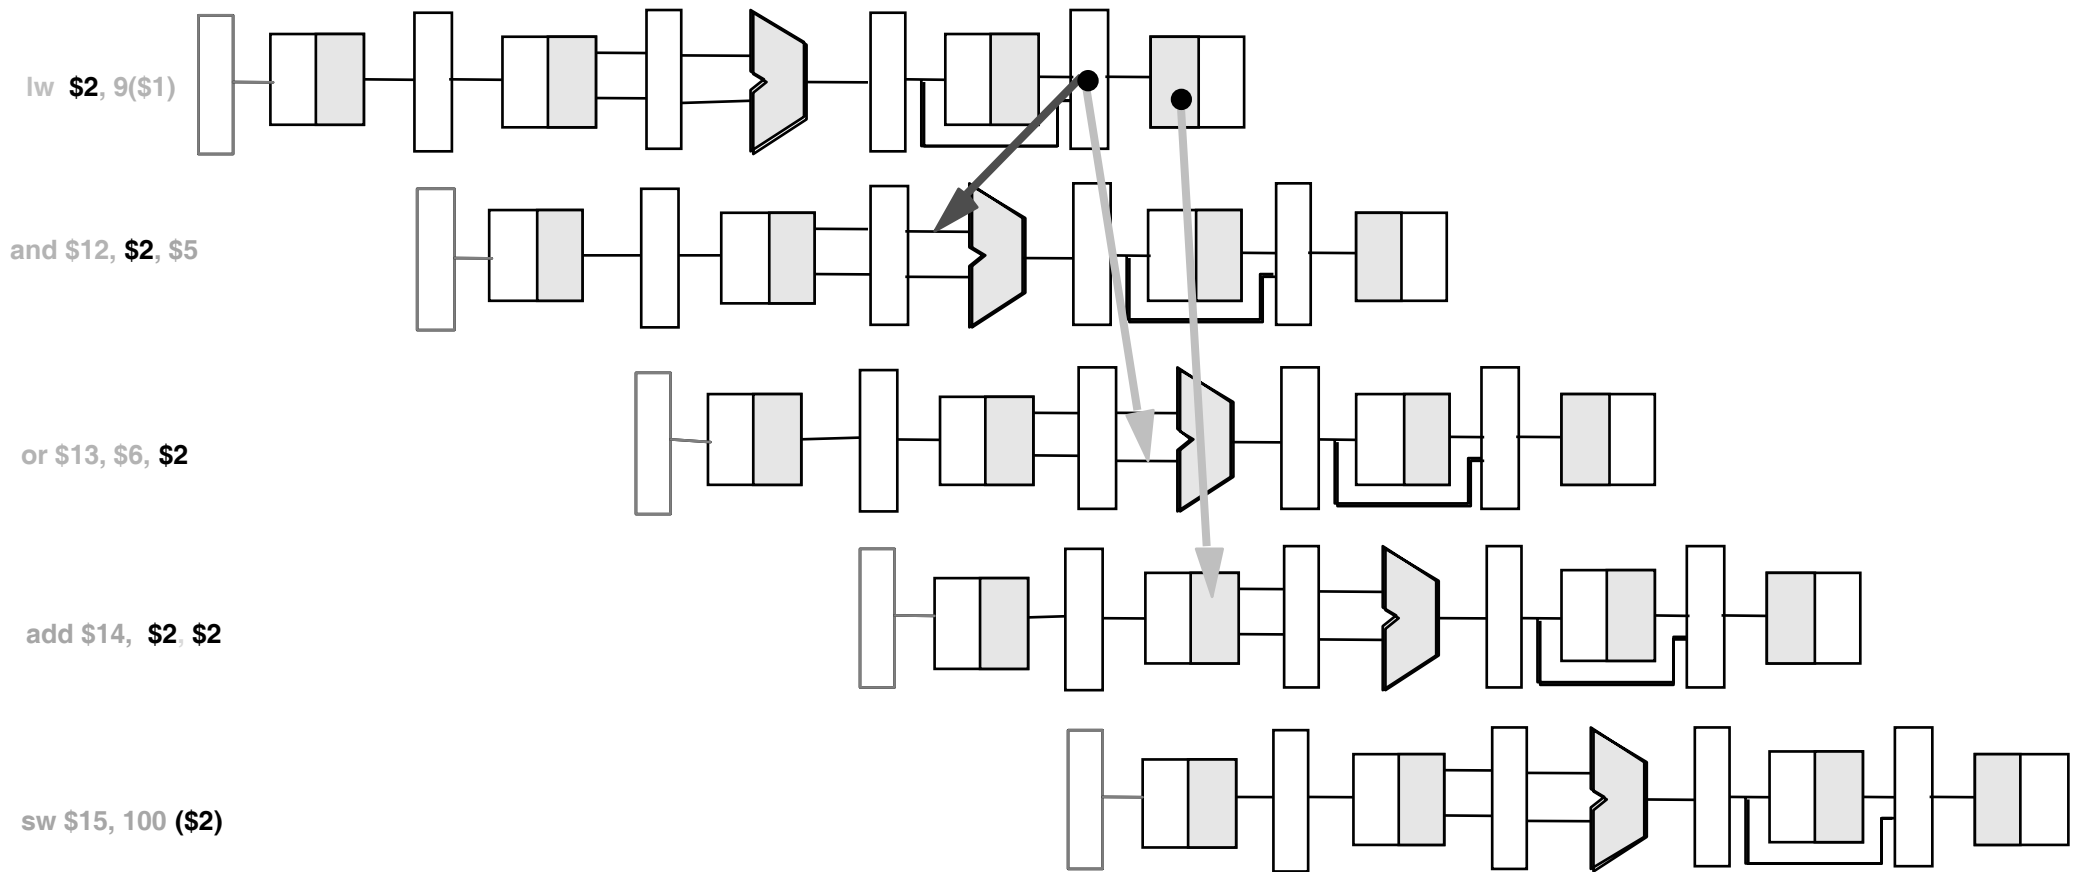 lw $2, 9($1)
and $12, $2, $5
or $13, $6, $2
add $14, $2, $2
sw $15, 100 ($2)